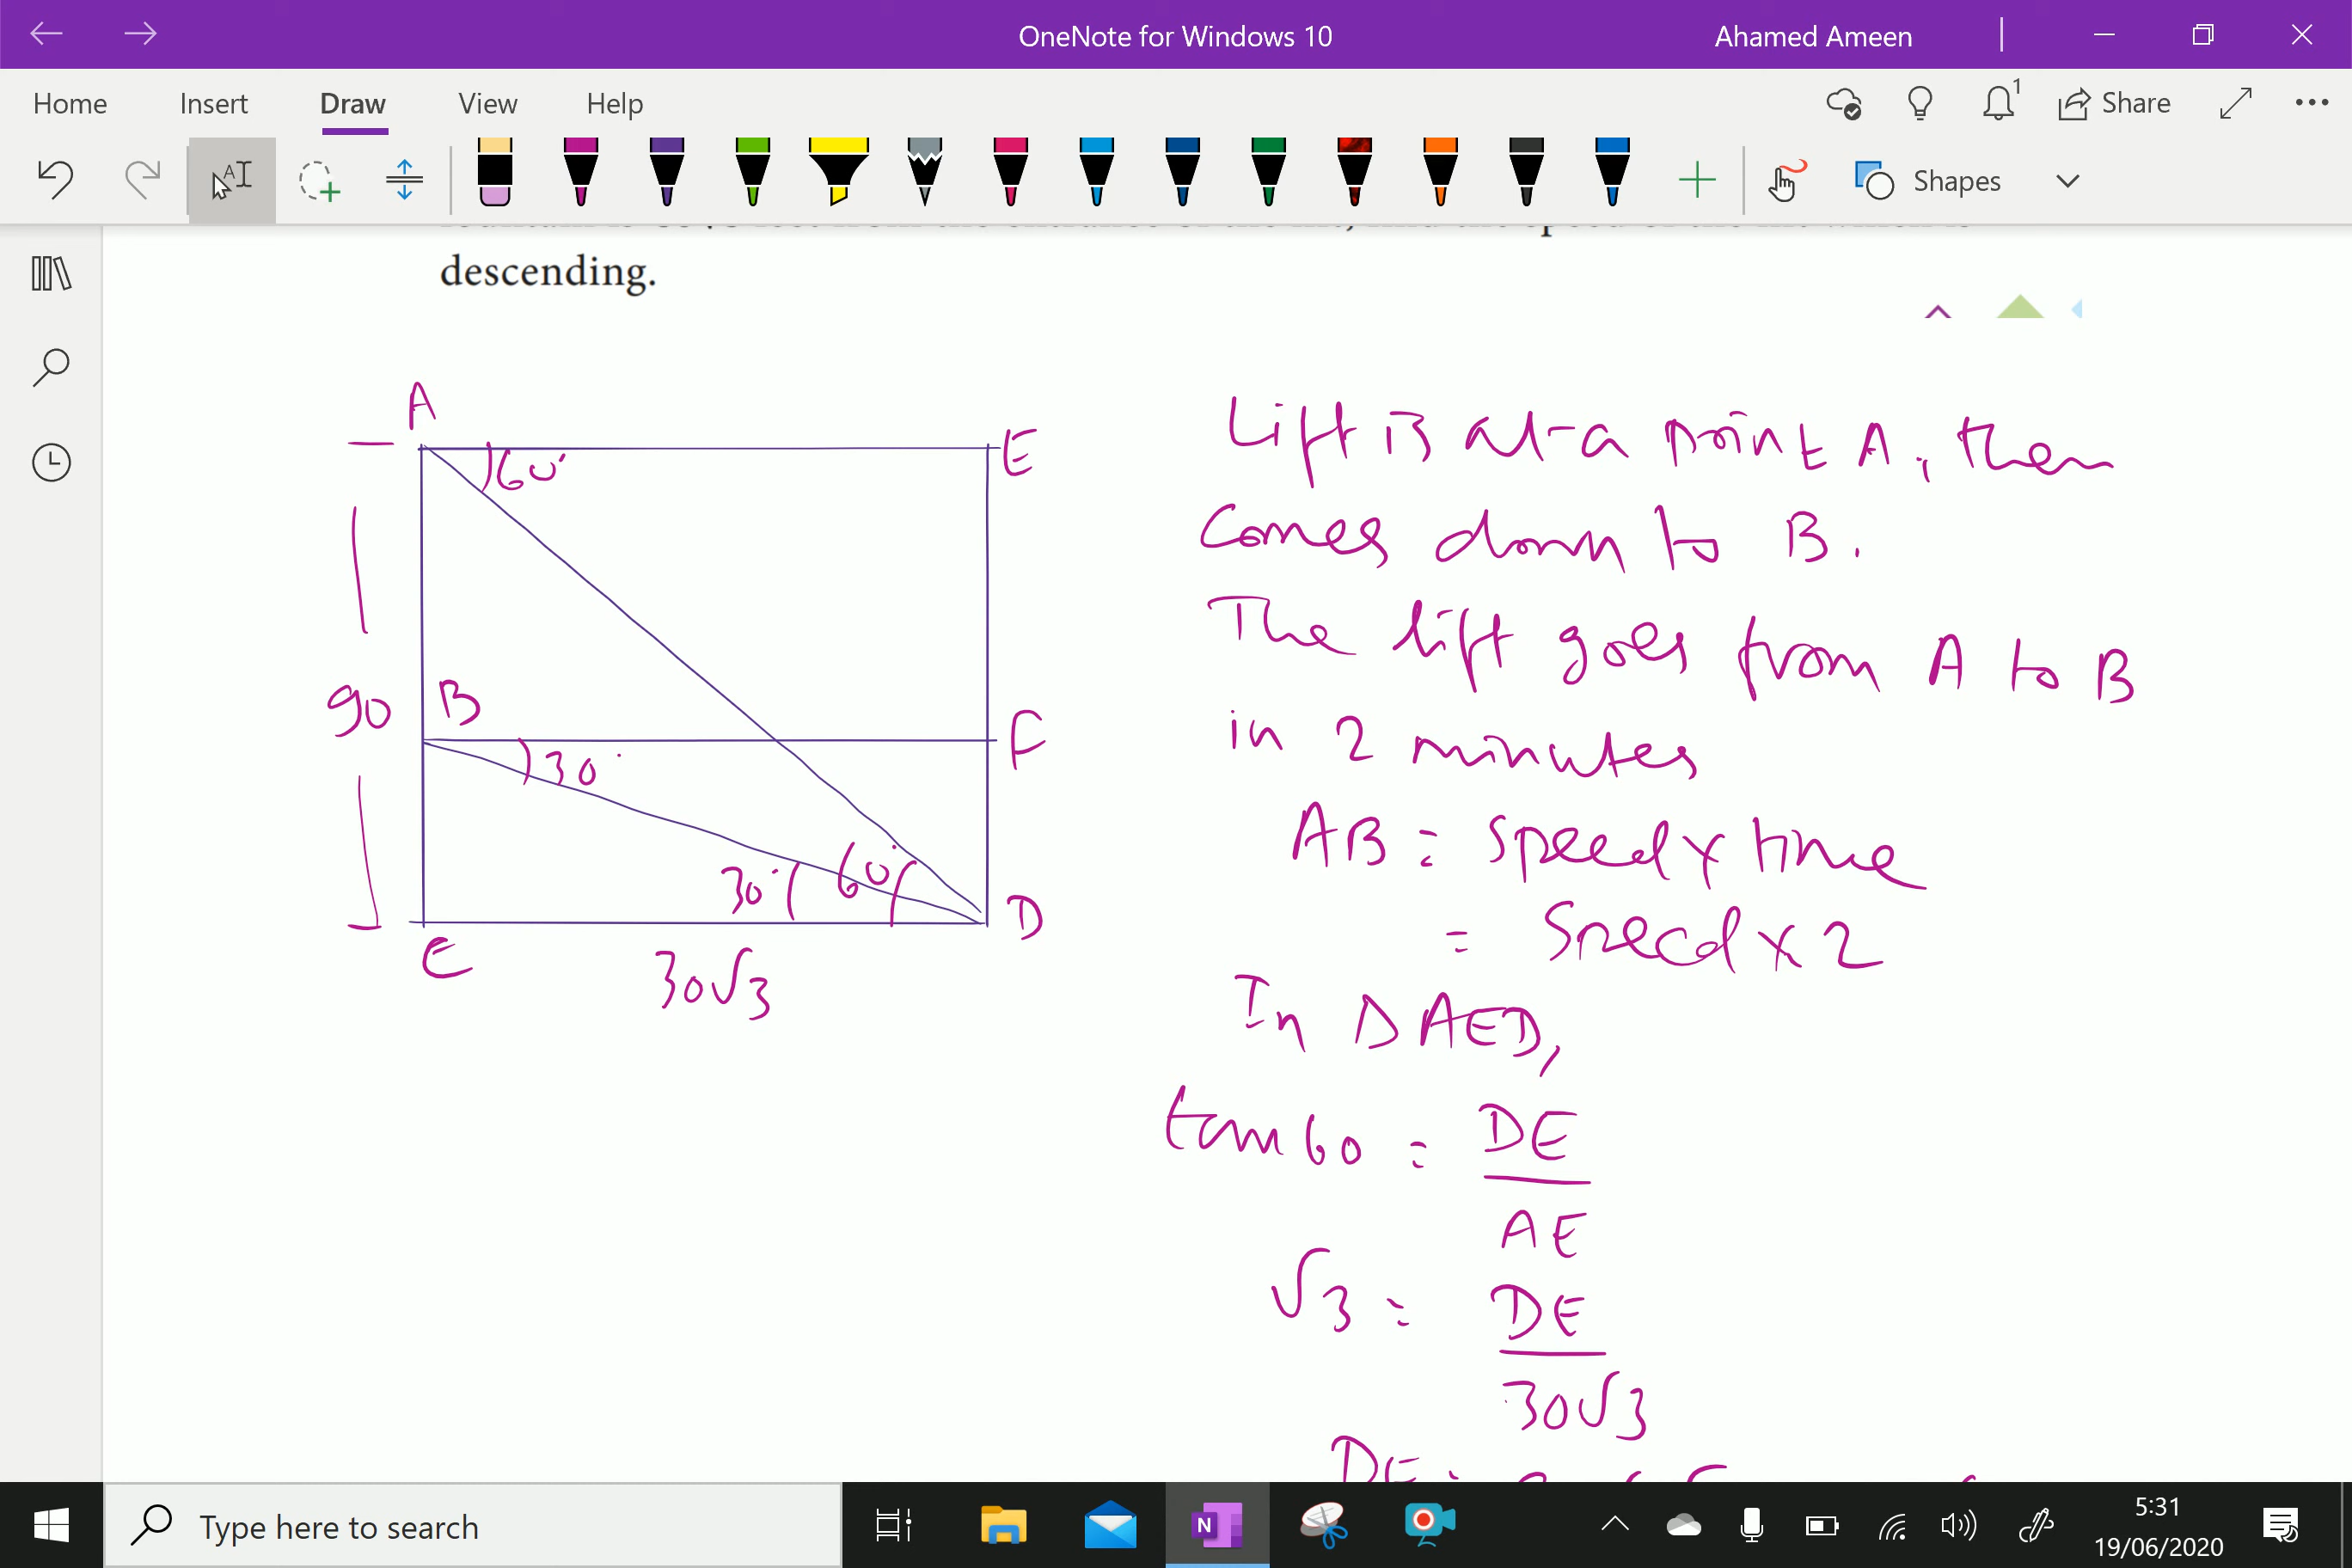 OneNote for Windows 10
Ahamed Ameen
Home Insert Draw View Help
1 Share
Shapes
descending.
A
60°
E
90
B
30°
F
30° 60°
D
E
30√3
Lift is at a point A, then
comes down to B.
The lift goes from A to B
in 2 minutes
AB = speed x time
= Speed x 2
In Δ AED,
tan 60 = DE
AE
√3 = DE
30√3
DE
Type here to search
N
5:31
19/06/2020